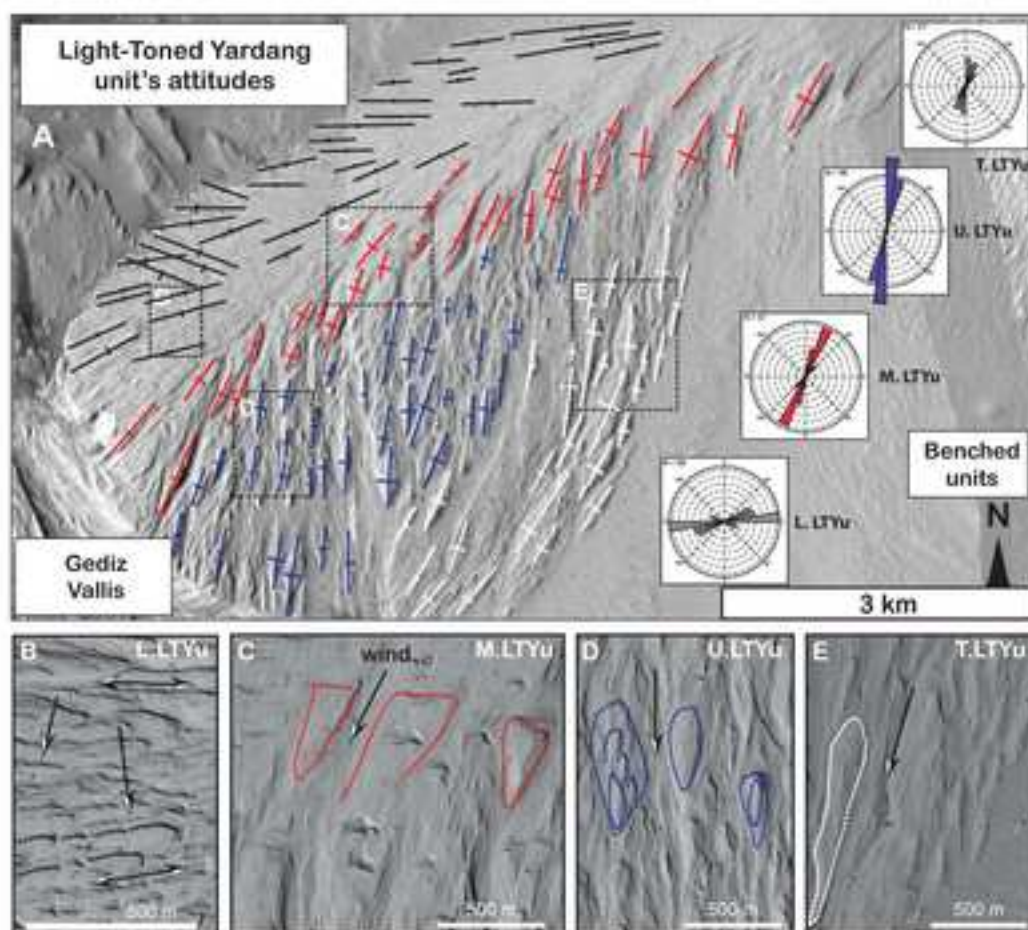 Light-Toned Yardang
unit's attitudes
A
T. LTYu
U. LTYu
C
E
M. LTYu
D
Benched
units
L. LTYu
N
Gediz
Vallis
3 km
B
L.LTYu
C
wind
M.LTYu
D
U.LTYu
E
T.LTYu
500 m
500 m
500 m
500 m